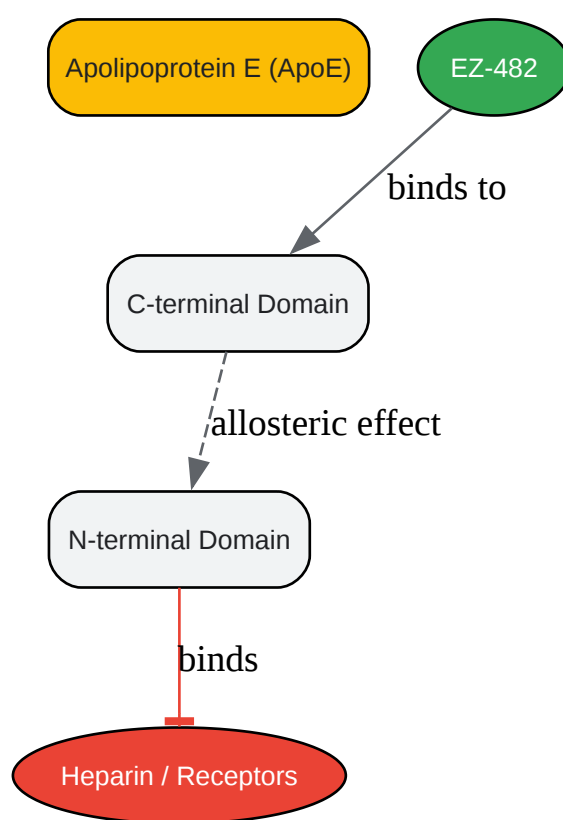 Apolipoprotein E (ApoE)
EZ-482
binds to
C-terminal Domain
allosteric effect
N-terminal Domain
binds
Heparin / Receptors